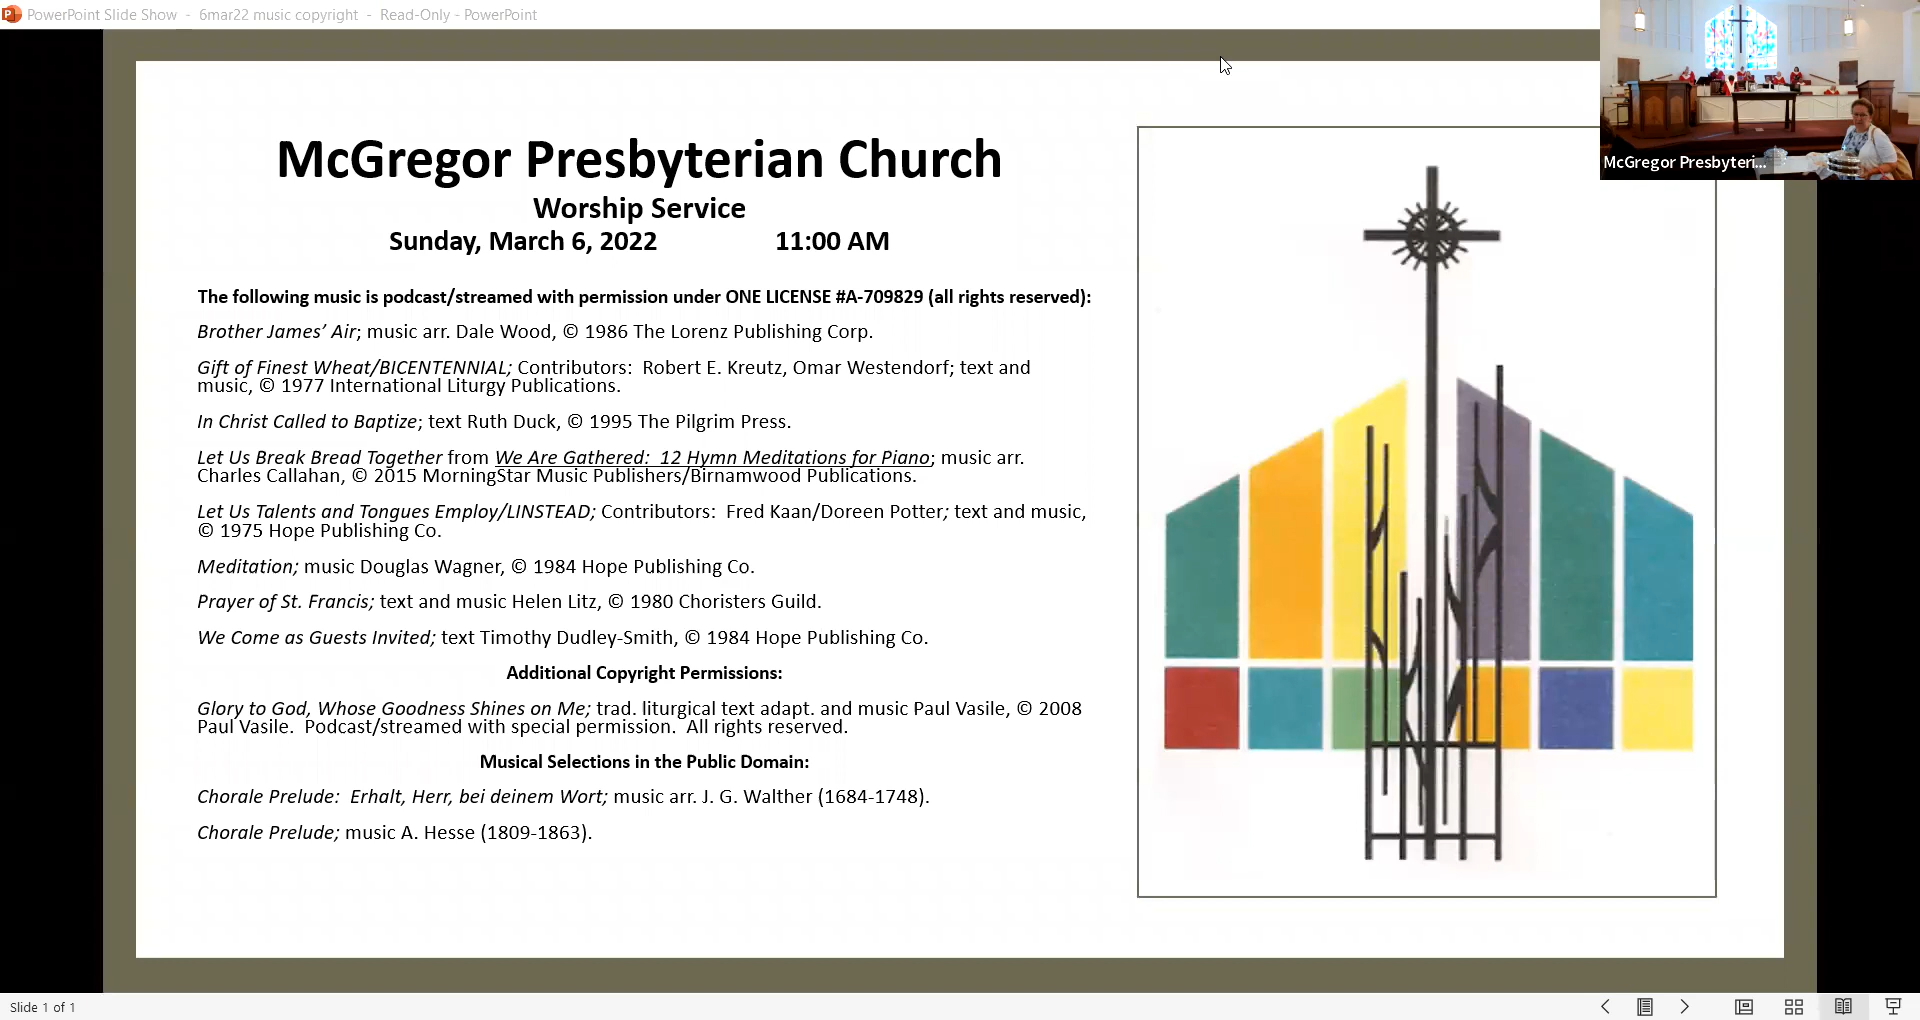 PowerPoint Slide Show - 6mar22 music copyright - Read-Only - PowerPoint
McGregor Presbyteri...
McGregor Presbyterian Church
Worship Service
Sunday, March 6, 2022 11:00 AM
The following music is podcast/streamed with permission under ONE LICENSE #A-709829 (all rights reserved):
Brother James’ Air; music arr. Dale Wood, © 1986 The Lorenz Publishing Corp.
Gift of Finest Wheat/BICENTENNIAL; Contributors: Robert E. Kreutz, Omar Westendorf; text and
music, © 1977 International Liturgy Publications.
In Christ Called to Baptize; text Ruth Duck, © 1995 The Pilgrim Press.
Let Us Break Bread Together from We Are Gathered: 12 Hymn Meditations for Piano; music arr.
Charles Callahan, © 2015 MorningStar Music Publishers/Birnamwood Publications.
Let Us Talents and Tongues Employ/LINSTEAD; Contributors: Fred Kaan/Doreen Potter; text and music,
© 1975 Hope Publishing Co.
Meditation; music Douglas Wagner, © 1984 Hope Publishing Co.
Prayer of St. Francis; text and music Helen Litz, © 1980 Choristers Guild.
We Come as Guests Invited; text Timothy Dudley-Smith, © 1984 Hope Publishing Co.
Additional Copyright Permissions:
Glory to God, Whose Goodness Shines on Me; trad. liturgical text adapt. and music Paul Vasile, © 2008
Paul Vasile. Podcast/streamed with special permission. All rights reserved.
Musical Selections in the Public Domain:
Chorale Prelude: Erhalt, Herr, bei deinem Wort; music arr. J. G. Walther (1684-1748).
Chorale Prelude; music A. Hesse (1809-1863).
Slide 1 of 1